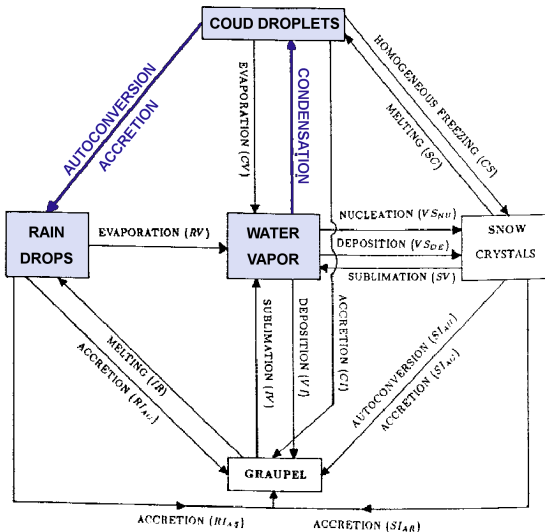 COUD DROPLETS
AUTOCONVERSION
ACCRETION
EVAPORATION (CV)
CONDENSATION
HOMOGENEOUS FREEZING (CS)
MELTING (SC)
RAIN
DROPS
EVAPORATION (RV)
WATER
VAPOR
NUCLEATION (VS_NU)
DEPOSITION (VS_DE)
SUBLIMATION (SV)
SNOW
CRYSTALS
MELTING (IR)
ACCRETION (RI_AC)
SUBLIMATION (IV)
DEPOSITION (VI)
ACCRETION (CI)
AUTOCONVERSION (SI_AU)
ACCRETION (SI_AC)
GRAUPEL
ACCRETION (RI_AS)
ACCRETION (SI_AR)